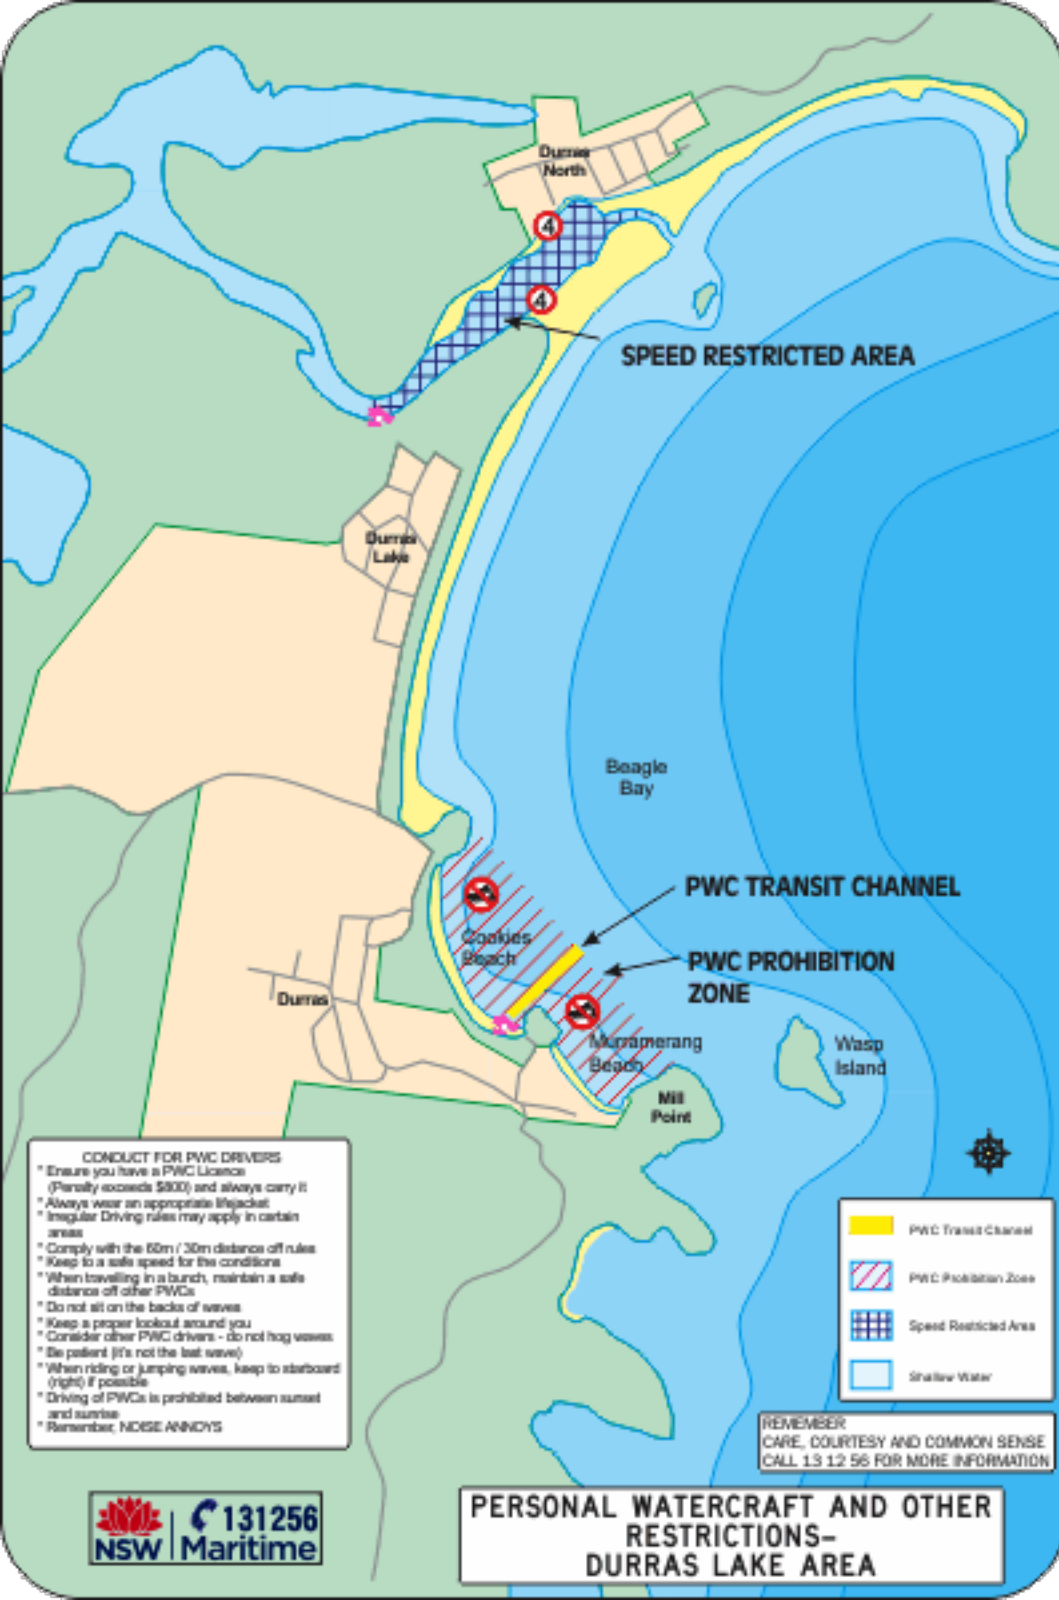 Durras
North
4
4
SPEED RESTRICTED AREA
Durras
Lake
Beagle
Bay
PWC TRANSIT CHANNEL
PWC PROHIBITION
ZONE
Cookies
Beach
Durras
Murramerang
Beach
Wasp
Island
Mill
Point
CONDUCT FOR PWC DRIVERS
* Ensure you have a PWC Licence
(Penalty exceeds $800) and always carry it
* Always wear an appropriate lifejacket
* Irregular Driving rules may apply in certain
areas
* Comply with the 60m / 30m distance off rules
* Keep to a safe speed for the conditions
* When travelling in a bunch, maintain a safe
distance off other PWCs
* Do not sit on the backs of waves
* Keep a proper lookout around you
* Consider other PWC drivers - do not hog waves
* Be patient (it's not the last wave)
* When riding or jumping waves, keep to starboard
(right) if possible
* Driving of PWCs is prohibited between sunset
and sunrise
* Remember, NOISE ANNOYS
PWC Transit Channel
PWC Prohibition Zone
Speed Restricted Area
Shallow Water
REMEMBER
CARE, COURTESY AND COMMON SENSE
CALL 13 12 56 FOR MORE INFORMATION
NSW
131256
Maritime
PERSONAL WATERCRAFT AND OTHER
RESTRICTIONS–
DURRAS LAKE AREA